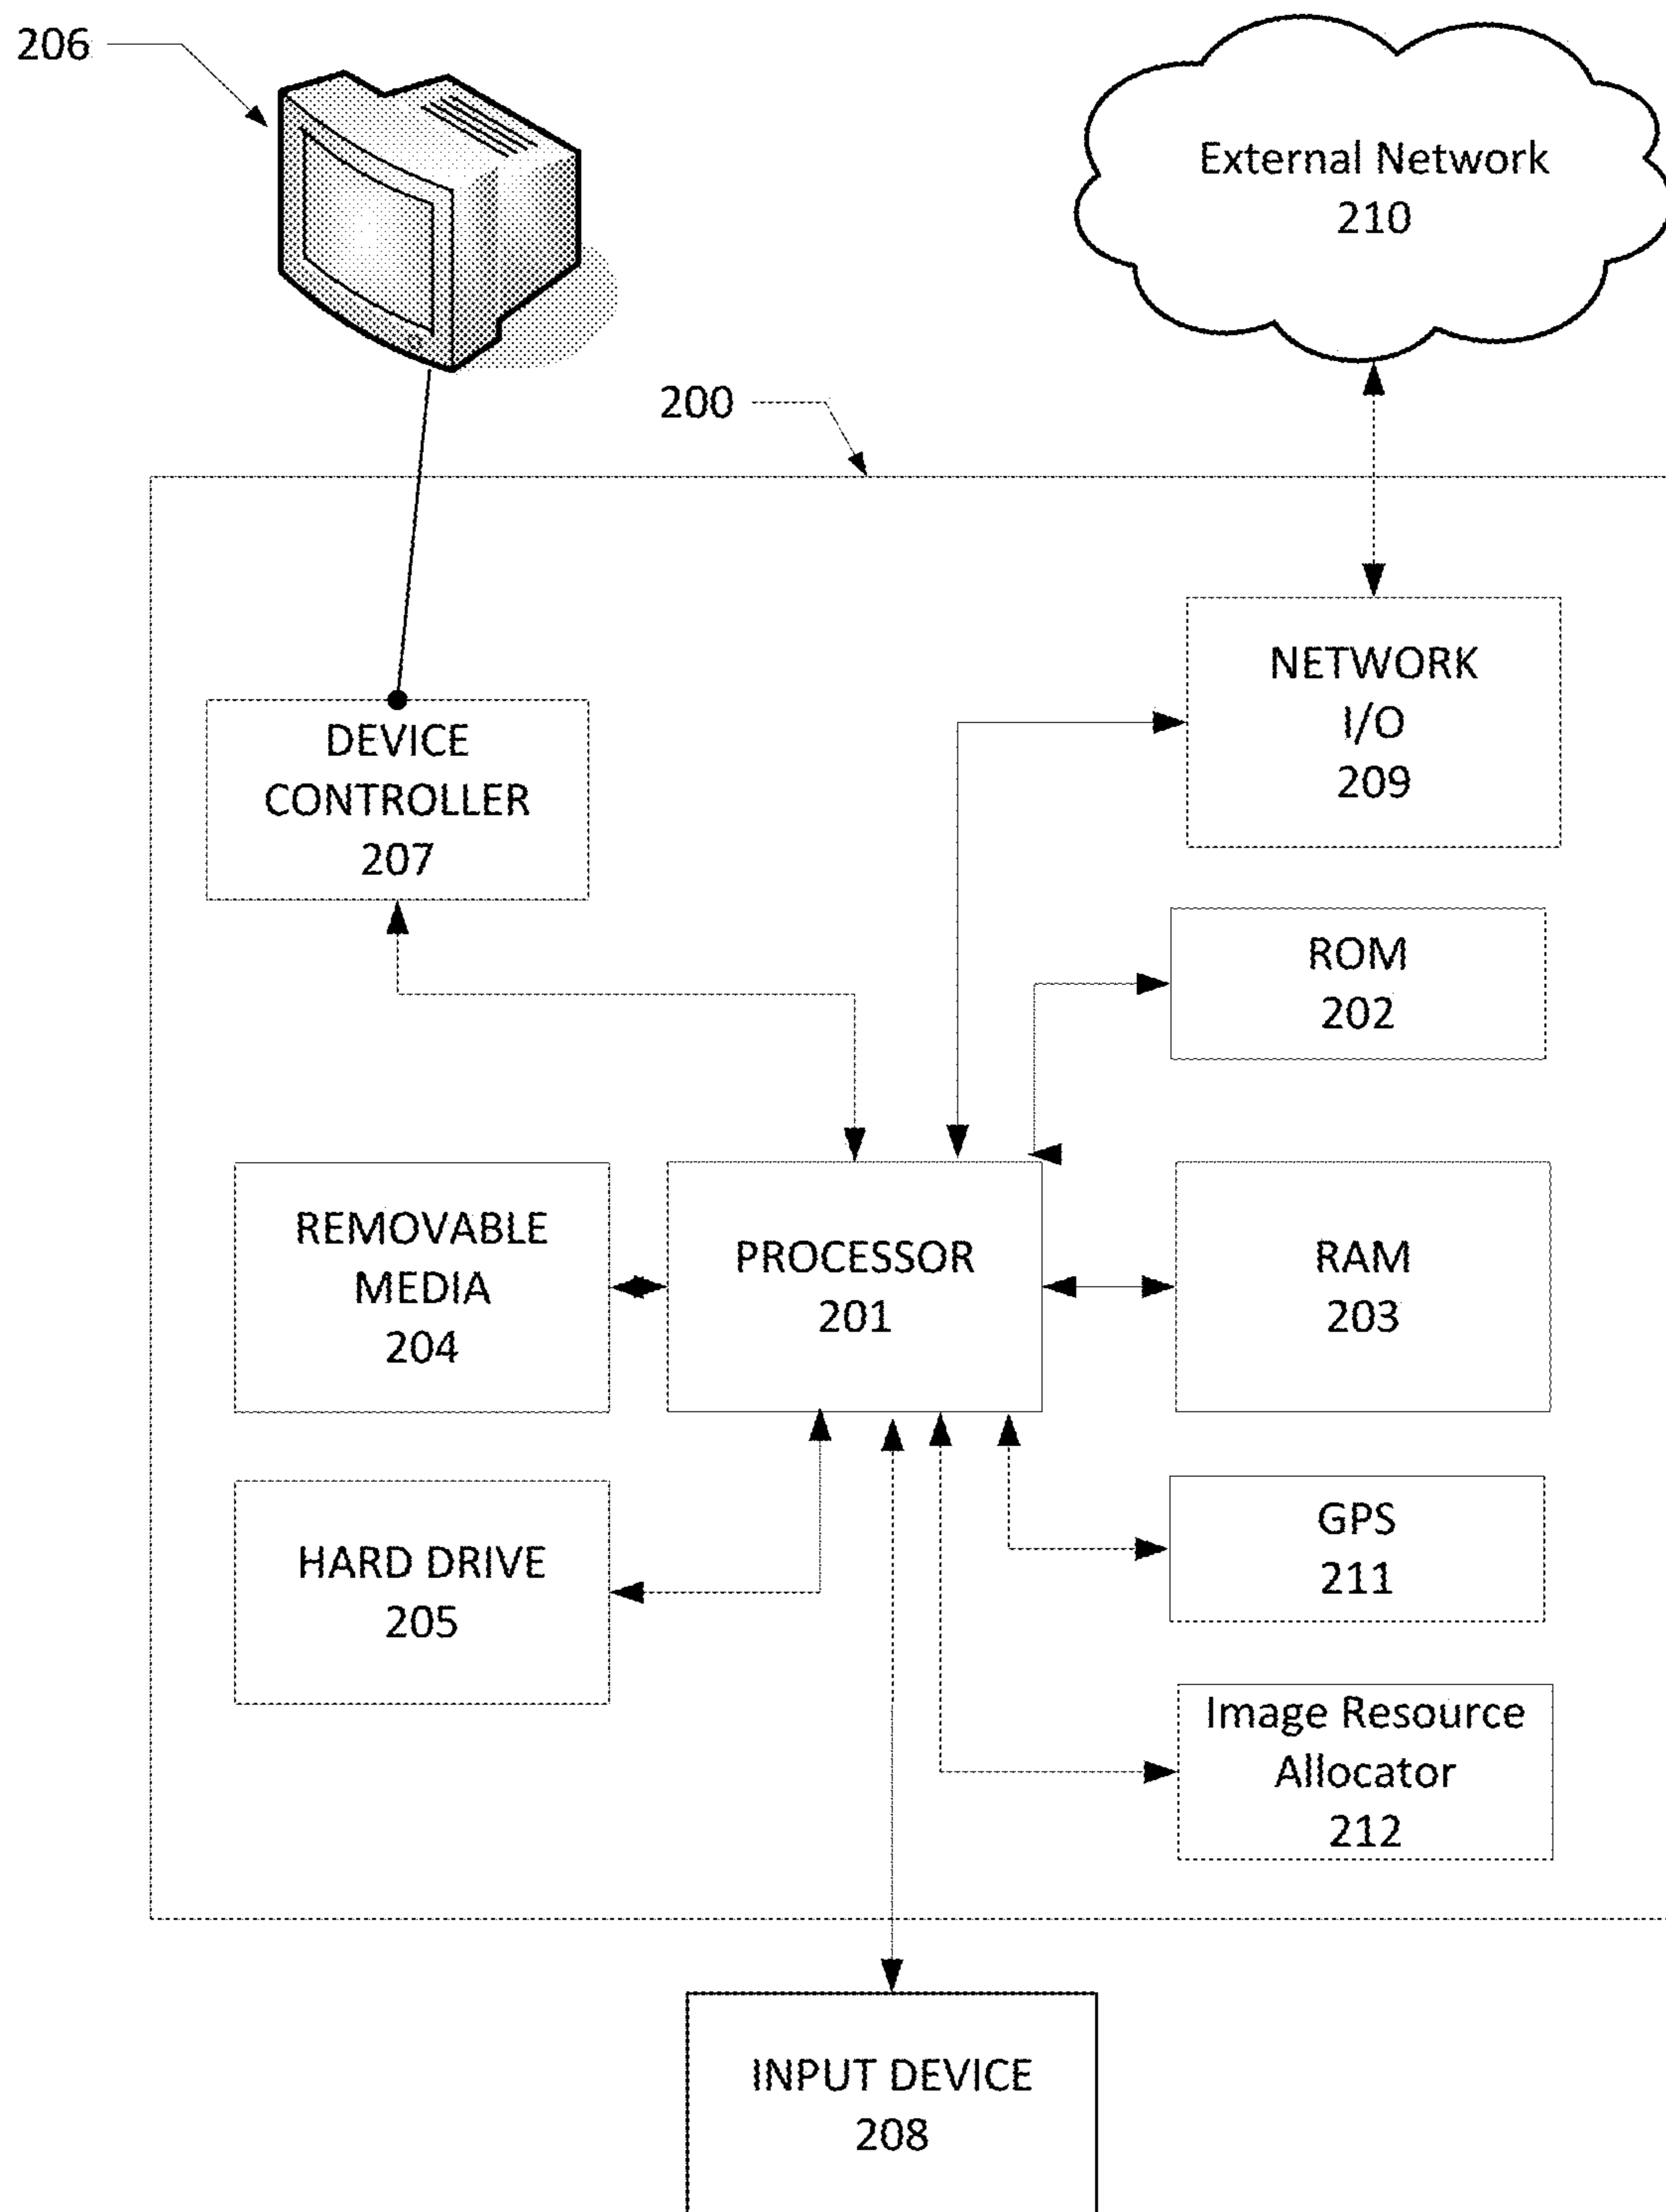 206
External Network
210
200
NETWORK
I/O
209
DEVICE
CONTROLLER
207
ROM
202
REMOVABLE
MEDIA
204
PROCESSOR
201
RAM
203
HARD DRIVE
205
GPS
211
Image Resource
Allocator
212
INPUT DEVICE
208